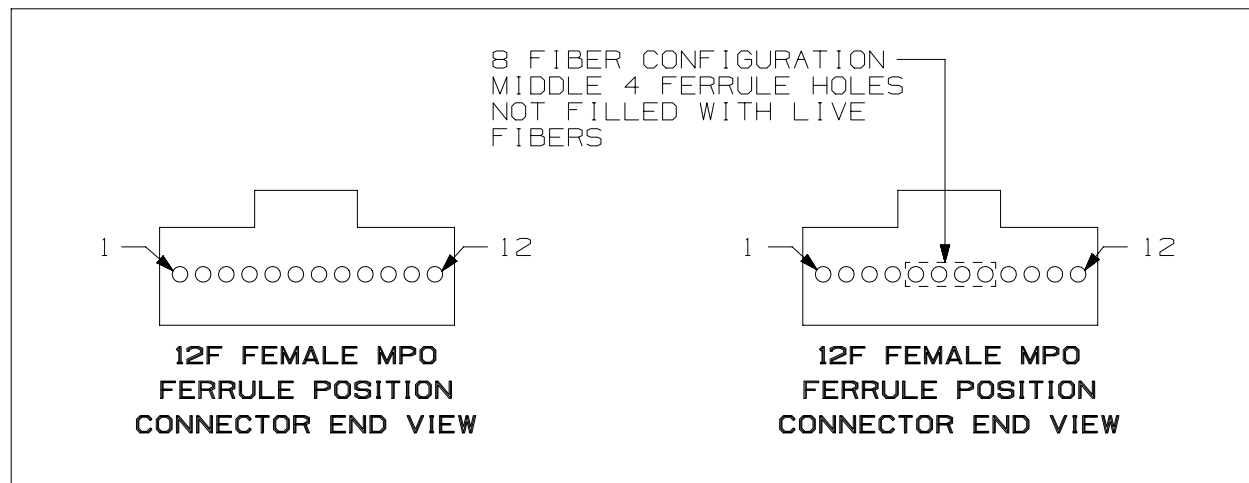 8 FIBER CONFIGURATION
MIDDLE 4 FERRULE HOLES
NOT FILLED WITH LIVE
FIBERS
1
12
1
12
12F FEMALE MPO
FERRULE POSITION
CONNECTOR END VIEW
12F FEMALE MPO
FERRULE POSITION
CONNECTOR END VIEW